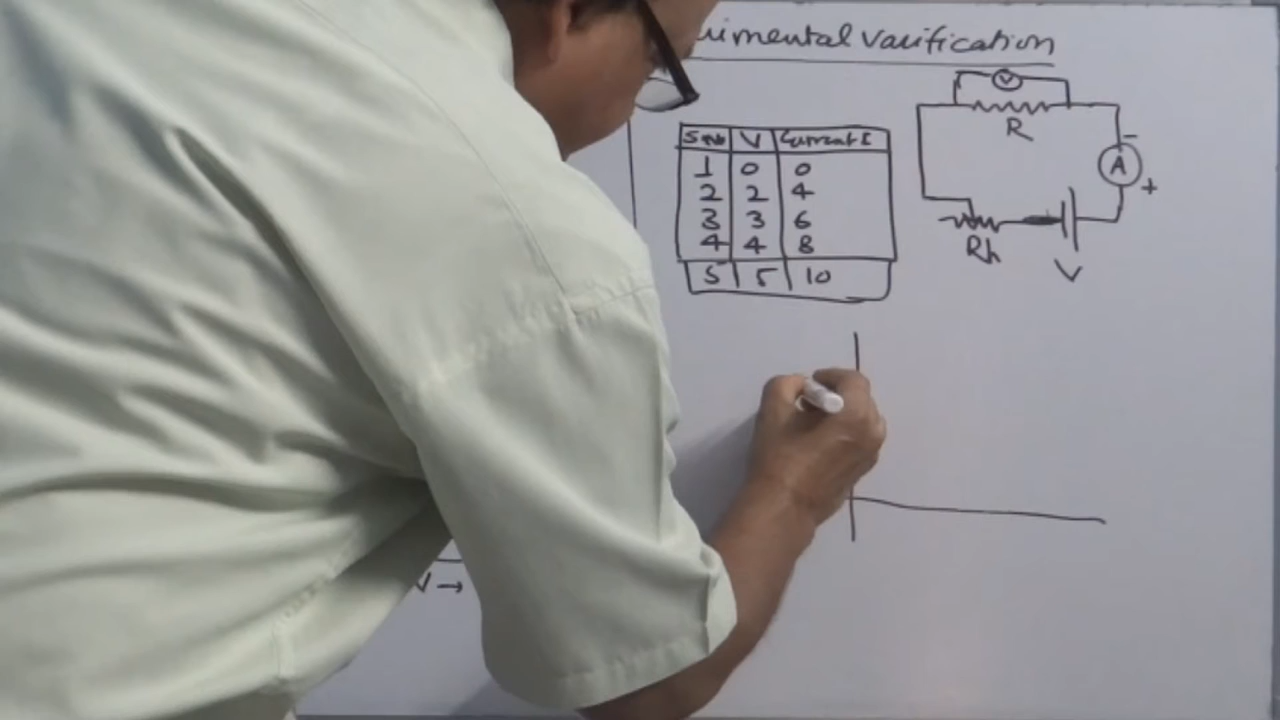 imental varification
S no V Current I
1 0 0
2 2 4
3 3 6
4 4 8
5 5 10
V
R
A
-
+
Rh
V
V →